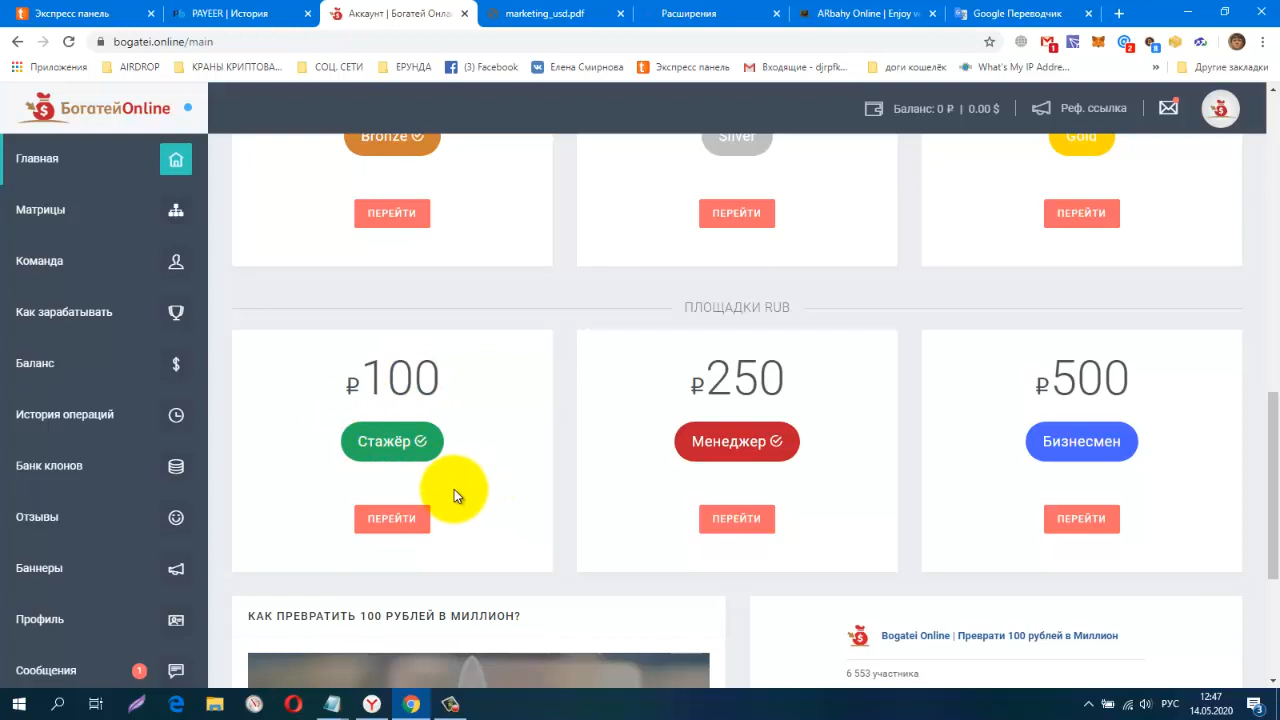 Экспресс панель
PAYEER | История
Аккаунт | Богатей Онла
marketing_usd.pdf
Расширения
ARbahy Online | Enjoy w
Google Переводчик
bogatei.online/main
1
2
8
Приложения
AIRDROP
КРАНЫ КРИПТОВА...
СОЦ. СЕТИ
ЕРУНДА
(3) Facebook
Елена Смирнова
Экспресс панель
Входящие - djrpfk...
доги кошелёк
What's My IP Addre...
»
Другие закладки
БогатейOnline
Баланс: 0 ₽ | 0.00 $
Реф. ссылка
Главная
Матрицы
Команда
Как зарабатывать
Баланс
История операций
Банк клонов
Отзывы
Баннеры
Профиль
Сообщения
1
Bronze
Silver
Gold
ПЕРЕЙТИ
ПЕРЕЙТИ
ПЕРЕЙТИ
ПЛОЩАДКИ RUB
₽100
₽250
₽500
Стажёр
Менеджер
Бизнесмен
ПЕРЕЙТИ
ПЕРЕЙТИ
ПЕРЕЙТИ
КАК ПРЕВРАТИТЬ 100 РУБЛЕЙ В МИЛЛИОН?
Bogatei Online | Преврати 100 рублей в Миллион
6 553 участника
РУС
12:47
14.05.2020
3